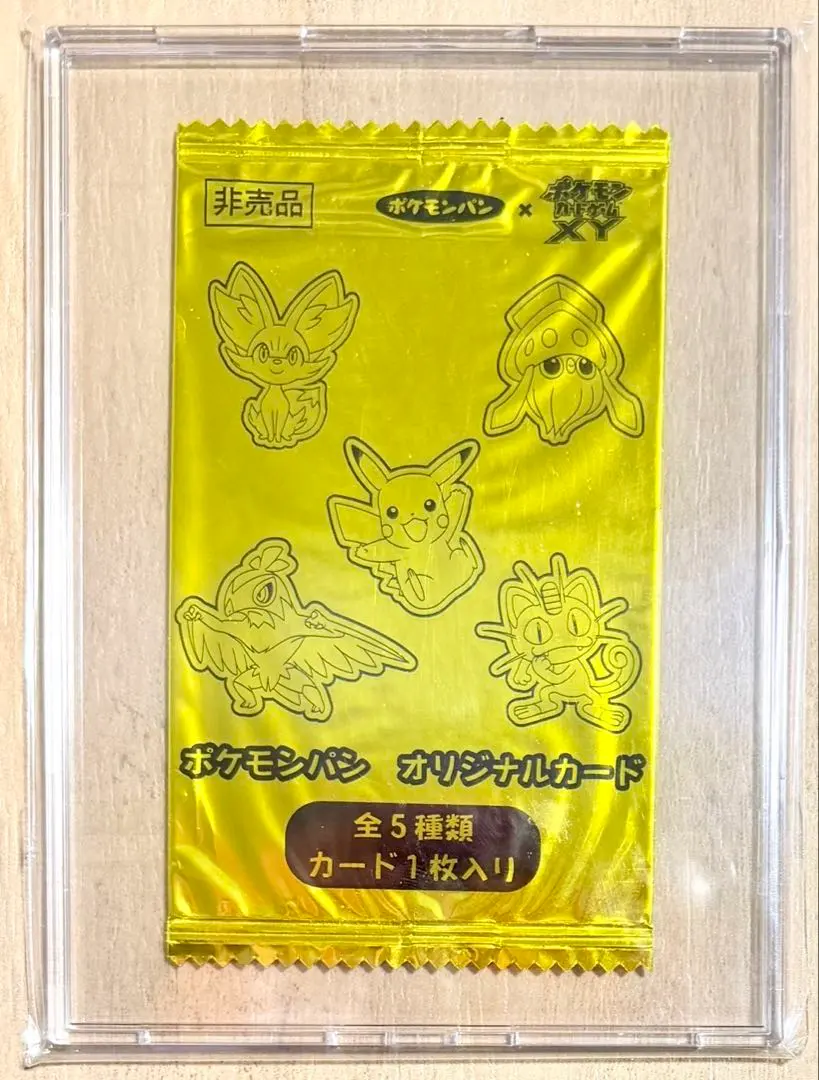 非売品 ポケモンパン × ポケモンカードゲームXY
ポケモンパン オリジナルカード
全5種類
カード1枚入り